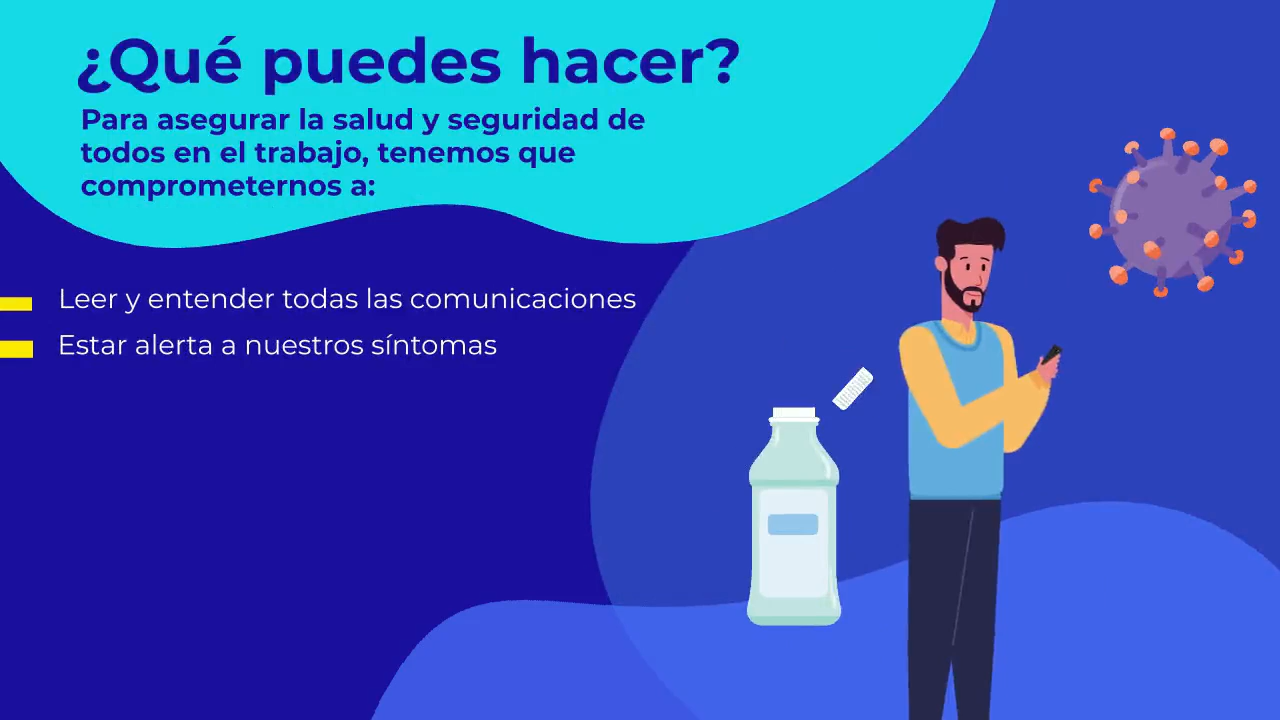 ¿Qué puedes hacer?
Para asegurar la salud y seguridad de
todos en el trabajo, tenemos que
comprometernos a:
Leer y entender todas las comunicaciones
Estar alerta a nuestros síntomas